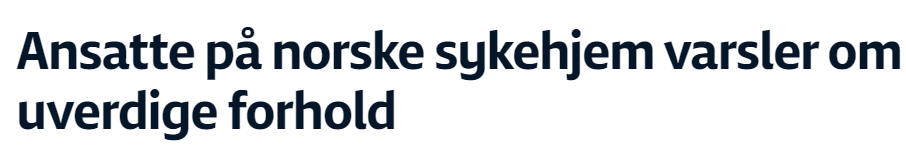 Ansatte på norske sykehjem varsler om
uverdige forhold